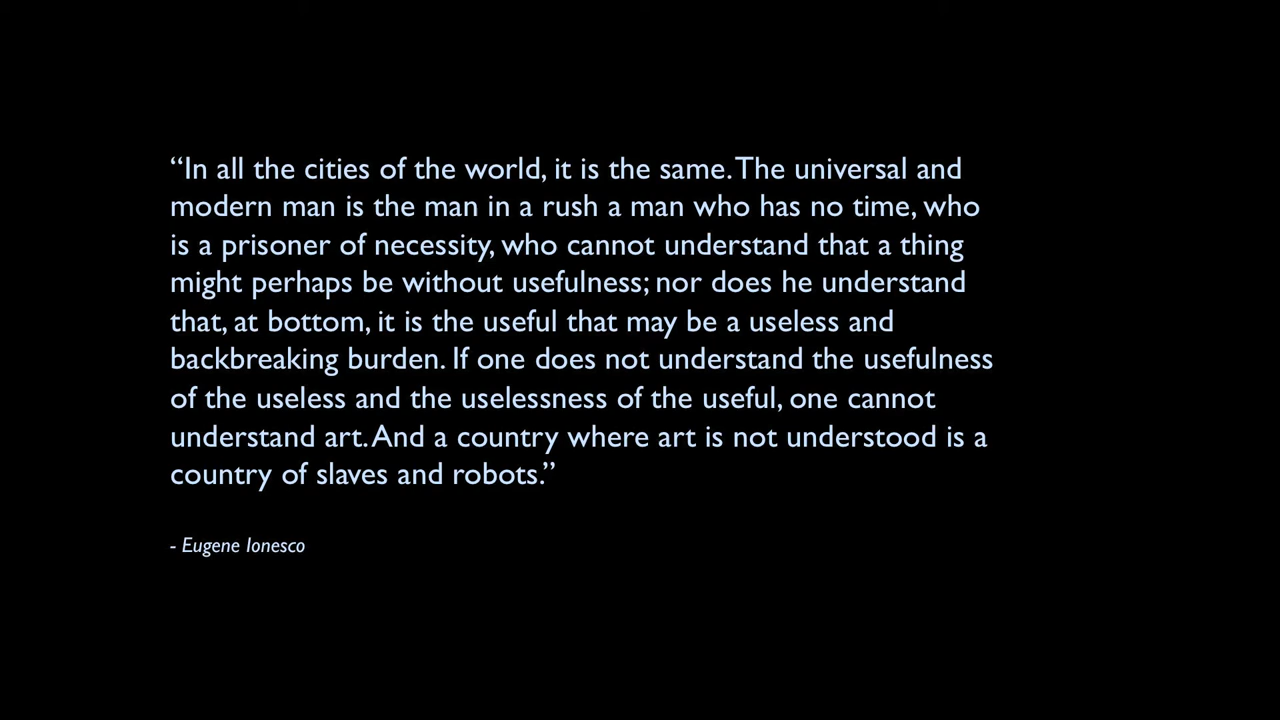 “In all the cities of the world, it is the same. The universal and
modern man is the man in a rush a man who has no time, who
is a prisoner of necessity, who cannot understand that a thing
might perhaps be without usefulness; nor does he understand
that, at bottom, it is the useful that may be a useless and
backbreaking burden. If one does not understand the usefulness
of the useless and the uselessness of the useful, one cannot
understand art. And a country where art is not understood is a
country of slaves and robots.”
- Eugene Ionesco